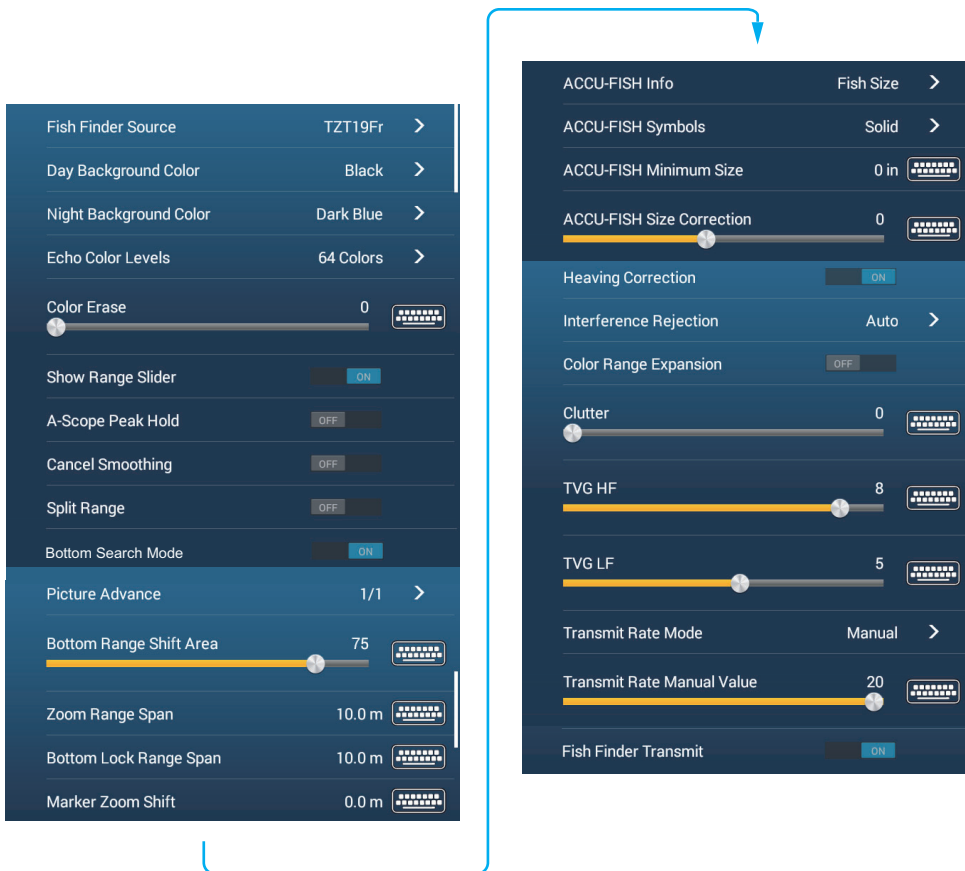 Fish Finder Source TZT19Fr
Day Background Color Black
Night Background Color Dark Blue
Echo Color Levels 64 Colors
Color Erase 0
Show Range Slider ON
A-Scope Peak Hold OFF
Cancel Smoothing OFF
Split Range OFF
Bottom Search Mode ON
Picture Advance 1/1
Bottom Range Shift Area 75
Zoom Range Span 10.0 m
Bottom Lock Range Span 10.0 m
Marker Zoom Shift 0.0 m
ACCU-FISH Info Fish Size
ACCU-FISH Symbols Solid
ACCU-FISH Minimum Size 0 in
ACCU-FISH Size Correction 0
Heaving Correction ON
Interference Rejection Auto
Color Range Expansion OFF
Clutter 0
TVG HF 8
TVG LF 5
Transmit Rate Mode Manual
Transmit Rate Manual Value 20
Fish Finder Transmit ON